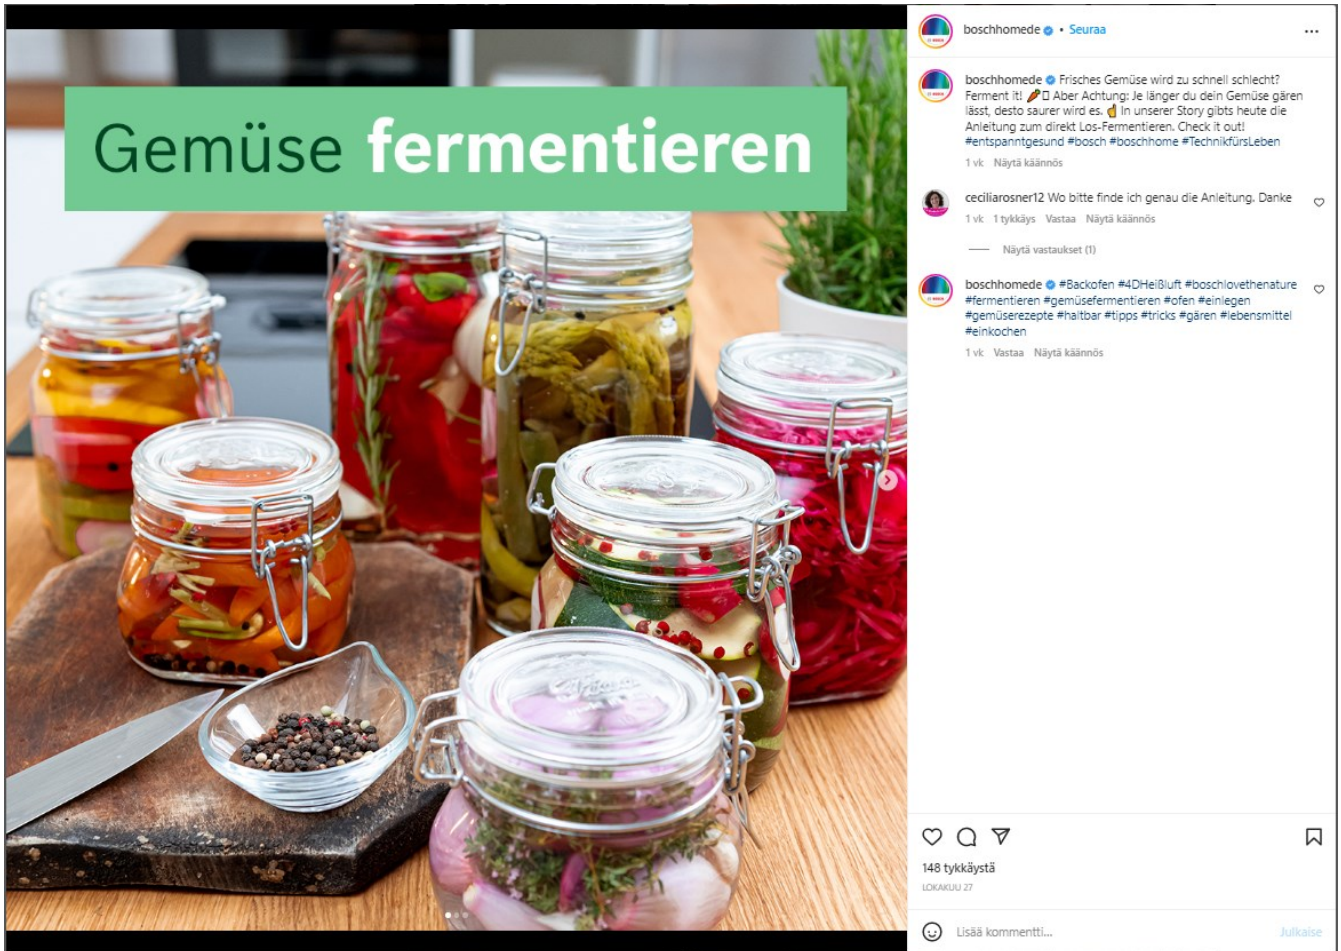 Gemüse fermentieren
boschhomede • Seuraa
boschhomede Frisches Gemüse wird zu schnell schlecht?
Ferment it! 🥕 Aber Achtung: Je länger du dein Gemüse gären
lässt, desto saurer wird es. ☝ In unserer Story gibts heute die
Anleitung zum direkt Los-Fermentieren. Check it out!
#entspanntgesund #bosch #boschhome #TechnikfürsLeben
1 vk Näytä käännös
ceciliarosner12 Wo bitte finde ich genau die Anleitung. Danke
1 vk 1 tykkäys Vastaa Näytä käännös
Näytä vastaukset (1)
boschhomede #Backofen #4DHeißluft #boschlovethenature
#fermentieren #gemüsefermentieren #ofen #einlegen
#gemüserezepte #haltbar #tipps #tricks #gären #lebensmittel
#einkochen
1 vk Vastaa Näytä käännös
148 tykkäystä
LOKAKUU 27
Lisää kommentti...
Julkaise